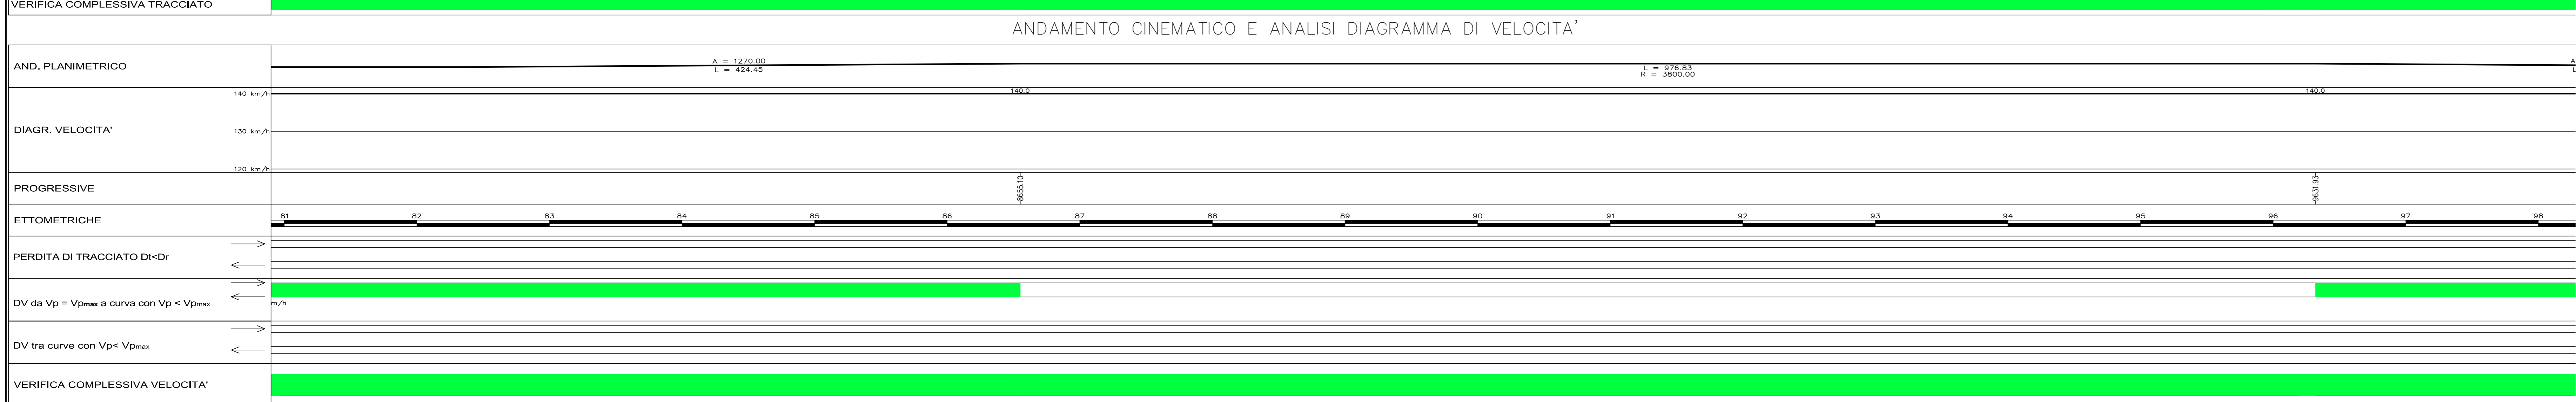 VERIFICA COMPLESSIVA TRACCIATO
ANDAMENTO CINEMATICO E ANALISI DIAGRAMMA DI VELOCITA'
AND. PLANIMETRICO
A = 1270.00
L = 424.45
L = 976.83
R = 3800.00
A
L
DIAGR. VELOCITA'
140 km/h
140.0
140.0
130 km/h
120 km/h
PROGRESSIVE
8655.10
9631.93
ETTOMETRICHE
81 82 83 84 85 86 87 88 89 90 91 92 93 94 95 96 97 98
PERDITA DI TRACCIATO Dt<Dr
DV da Vp = Vpmax a curva con Vp < Vpmax
m/h
DV tra curve con Vp< Vpmax
VERIFICA COMPLESSIVA VELOCITA'